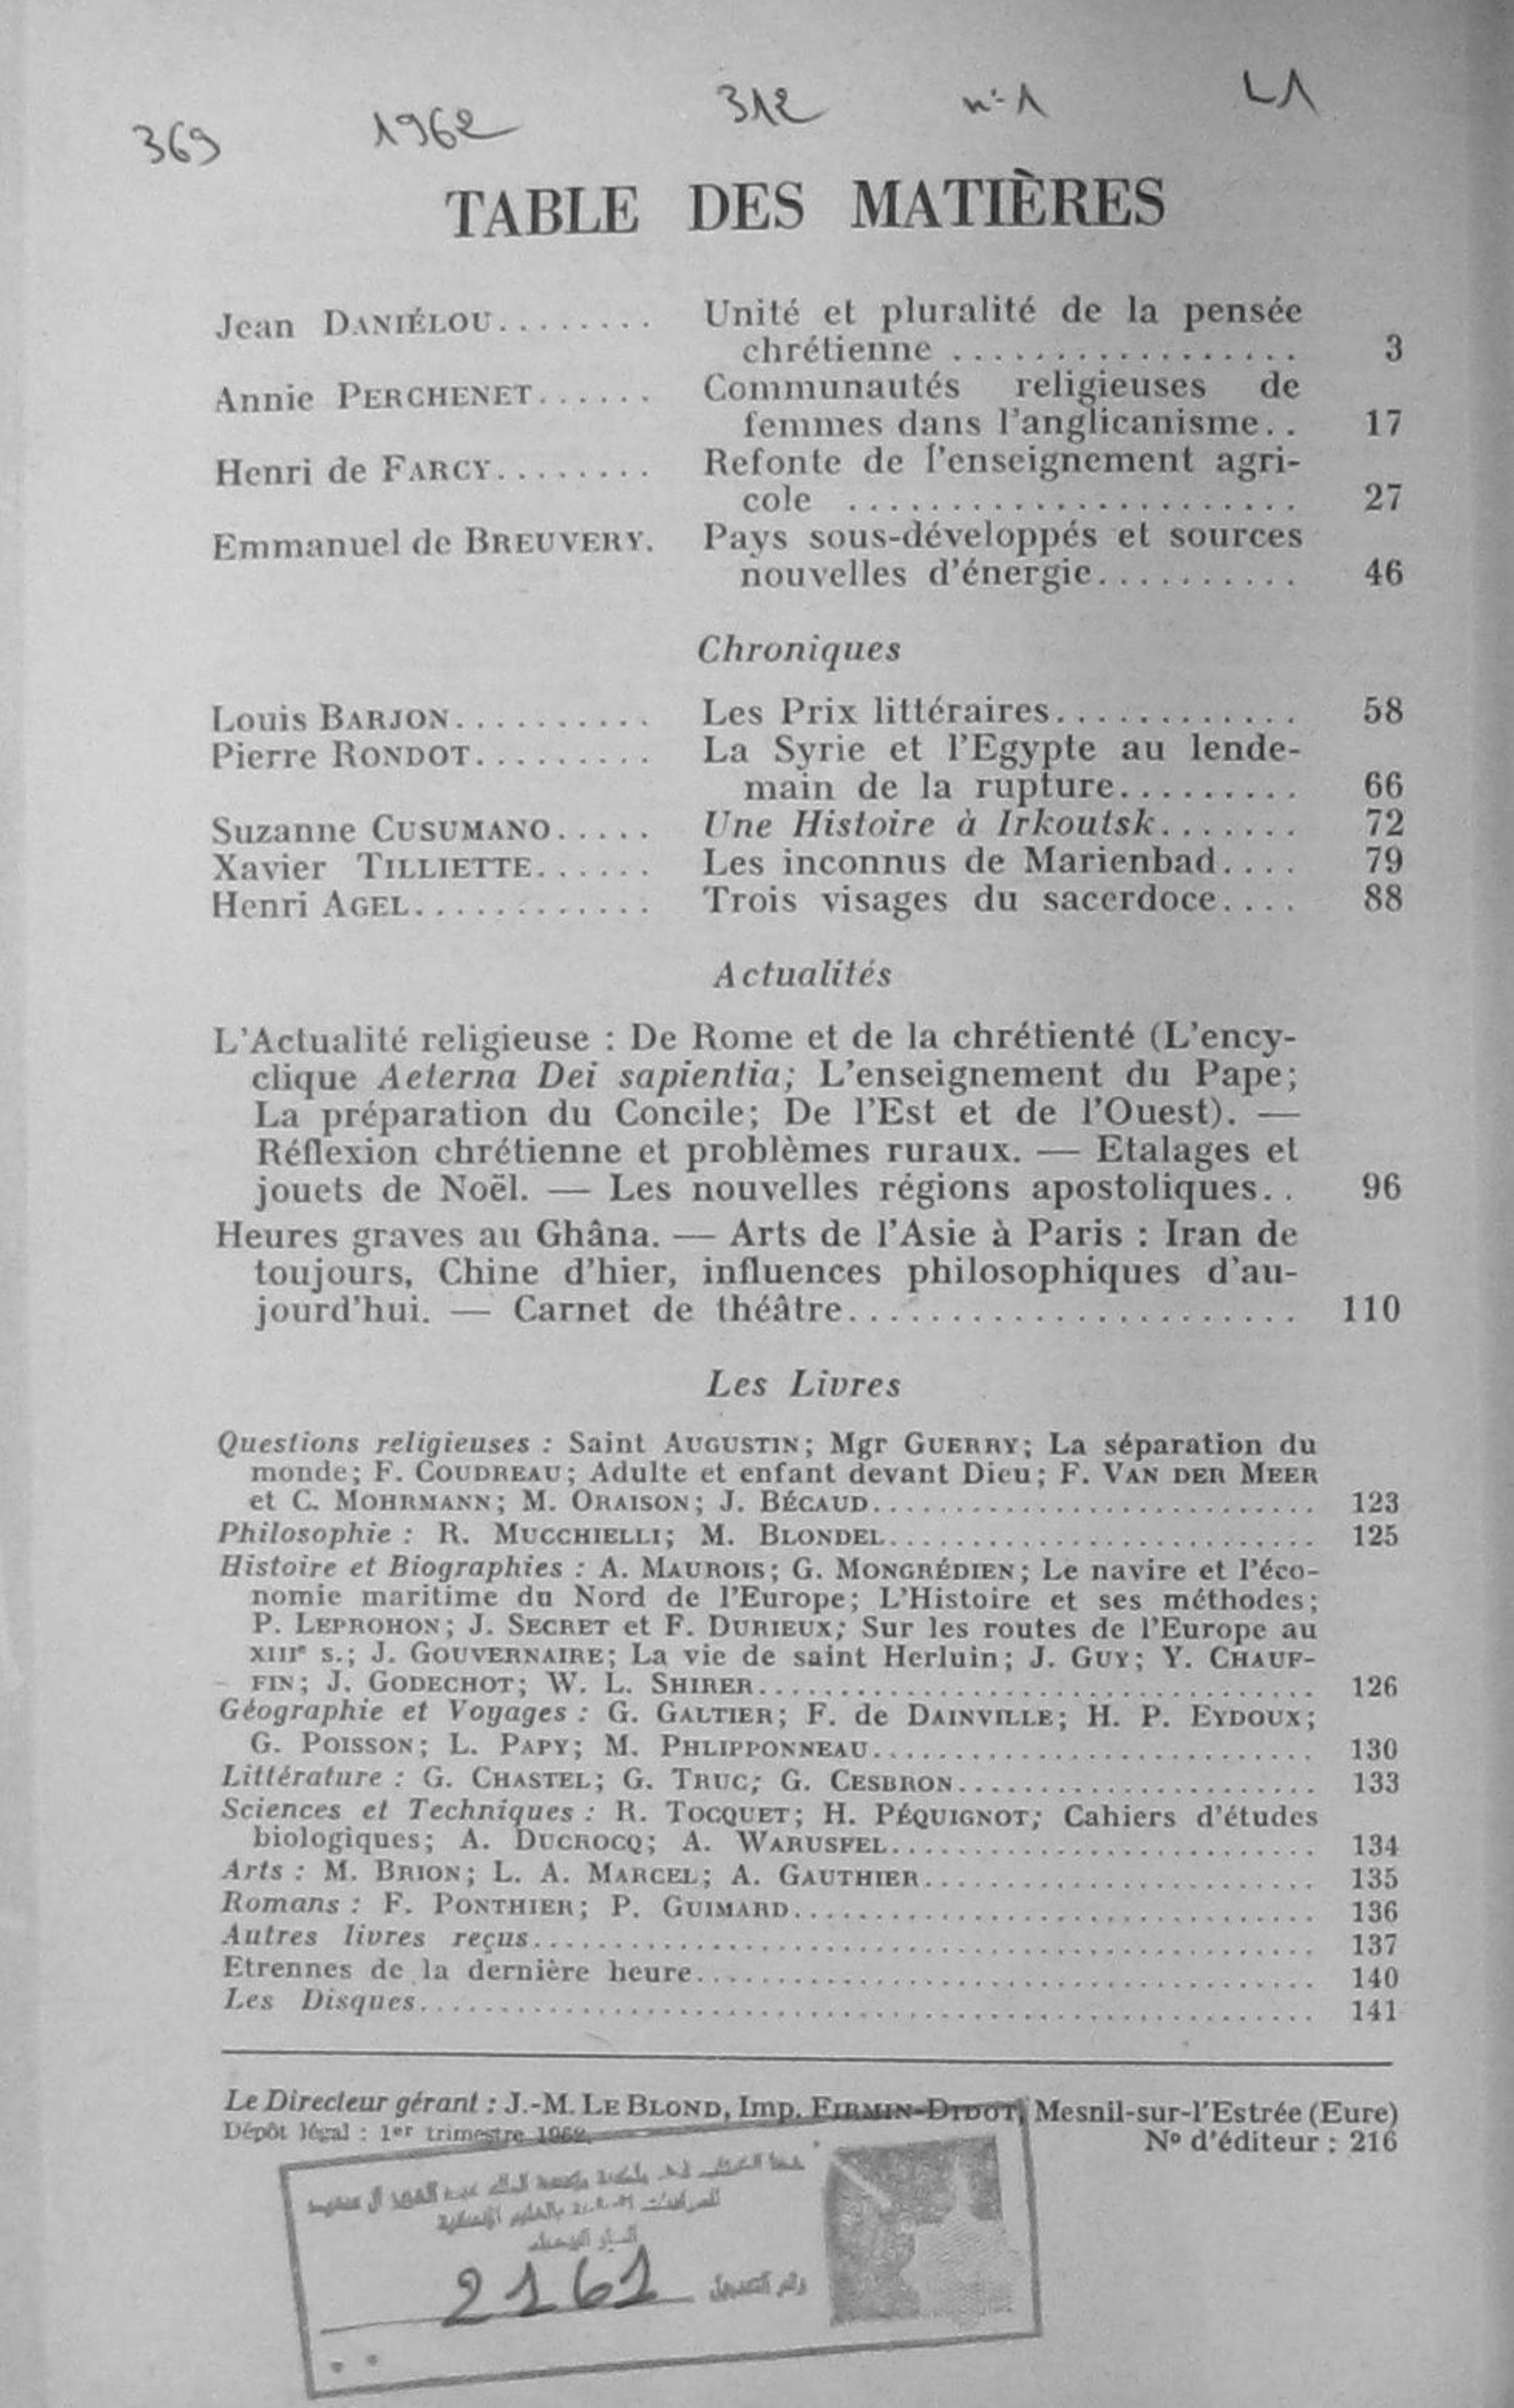 369 1962 312 n°1 L1
TABLE DES MATIÈRES
Jean DANIÉLOU........ Unité et pluralité de la pensée
chrétienne ................. 3
Annie PERCHENET...... Communautés religieuses de
femmes dans l'anglicanisme.. 17
Henri de FARCY........ Refonte de l'enseignement agri-
cole ...................... 27
Emmanuel de BREUVERY. Pays sous-développés et sources
nouvelles d'énergie.......... 46
Chroniques
Louis BARJON.......... Les Prix littéraires............ 58
Pierre RONDOT......... La Syrie et l'Egypte au lende-
main de la rupture......... 66
Suzanne CUSUMANO..... Une Histoire à Irkoutsk....... 72
Xavier TILLIETTE...... Les inconnus de Marienbad.... 79
Henri AGEL............ Trois visages du sacerdoce.... 88
Actualités
L'Actualité religieuse : De Rome et de la chrétienté (L'ency-
clique Aeterna Dei sapientia; L'enseignement du Pape;
La préparation du Concile; De l'Est et de l'Ouest). —
Réflexion chrétienne et problèmes ruraux. — Etalages et
jouets de Noël. — Les nouvelles régions apostoliques.. 96
Heures graves au Ghâna. — Arts de l'Asie à Paris : Iran de
toujours, Chine d'hier, influences philosophiques d'au-
jourd'hui. — Carnet de théâtre...................... 110
Les Livres
Questions religieuses : Saint AUGUSTIN; Mgr GUERRY; La séparation du
monde; F. COUDREAU; Adulte et enfant devant Dieu; F. VAN DER MEER
et C. MOHRMANN; M. ORAISON; J. BÉCAUD........................... 123
Philosophie : R. MUCCHIELLI; M. BLONDEL.......................... 125
Histoire et Biographies : A. MAUROIS; G. MONGRÉDIEN; Le navire et l'éco-
nomie maritime du Nord de l'Europe; L'Histoire et ses méthodes;
P. LEPROHON; J. SECRET et F. DURIEUX; Sur les routes de l'Europe au
XIIIe s.; J. GOUVERNAIRE; La vie de saint Herluin; J. GUY; Y. CHAUF-
FIN; J. GODECHOT; W. L. SHIRER.................................. 126
Géographie et Voyages : G. GALTIER; F. de DAINVILLE; H. P. EYDOUX;
G. POISSON; L. PAPY; M. PHLIPPONNEAU........................... 130
Littérature : G. CHASTEL; G. TRUC; G. CESBRON...................... 133
Sciences et Techniques : R. TOCQUET; H. PÉQUIGNOT; Cahiers d'études
biologiques; A. DUCROCQ; A. WARUSFEL.......................... 134
Arts : M. BRION; L. A. MARCEL; A. GAUTHIER........................ 135
Romans : F. PONTHIER; P. GUIMARD................................ 136
Autres livres reçus................................................ 137
Etrennes de la dernière heure...................................... 140
Les Disques....................................................... 141
Le Directeur gérant : J.-M. LE BLOND, Imp. FIRMIN-DIDOT, Mesnil-sur-l'Estrée (Eure)
Dépôt légal : 1er trimestre 1962. N° d'éditeur : 216
عبد العزيز آل سعود
2161 رقم التسجيل